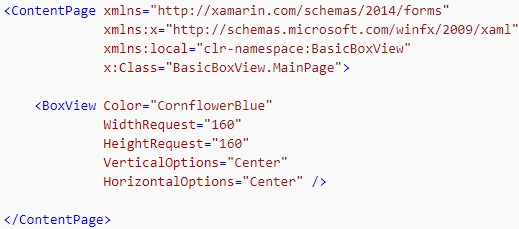 <ContentPage xmlns="http://xamarin.com/schemas/2014/forms"
xmlns:x="http://schemas.microsoft.com/winfx/2009/xaml"
xmlns:local="clr-namespace:BasicBoxView"
x:Class="BasicBoxView.MainPage">
<BoxView Color="CornflowerBlue"
WidthRequest="160"
HeightRequest="160"
VerticalOptions="Center"
HorizontalOptions="Center" />
</ContentPage>